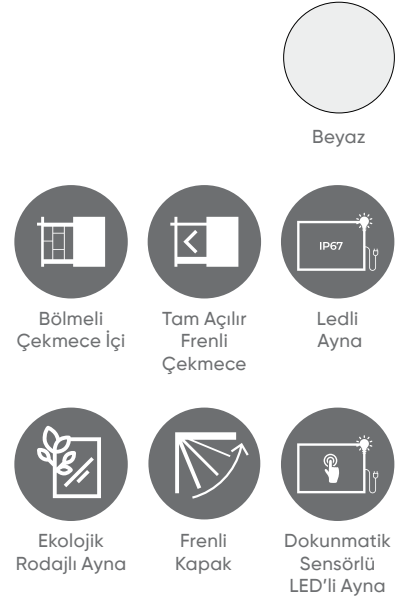 Beyaz
IP67
Bölmeli
Çekmece İçi
Tam Açılır
Frenli
Çekmece
Ledli
Ayna
Ekolojik
Rodajlı Ayna
Frenli
Kapak
Dokunmatik
Sensörlü
LED'li Ayna